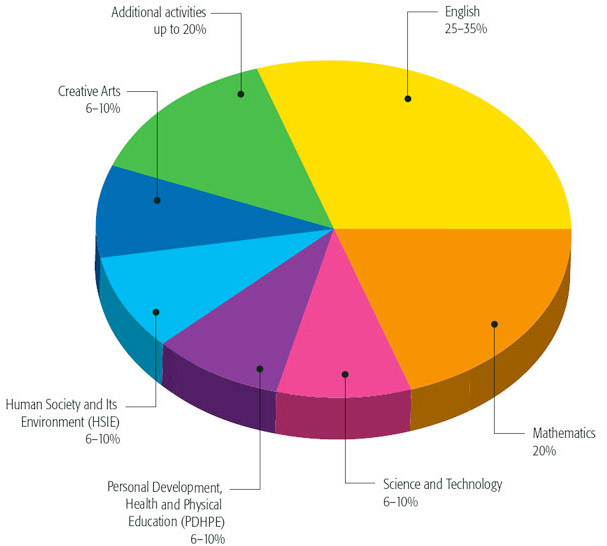 Additional activities
up to 20%
English
25–35%
Creative Arts
6–10%
Human Society and Its
Environment (HSIE)
6–10%
Mathematics
20%
Science and Technology
6–10%
Personal Development,
Health and Physical
Education (PDHPE)
6–10%